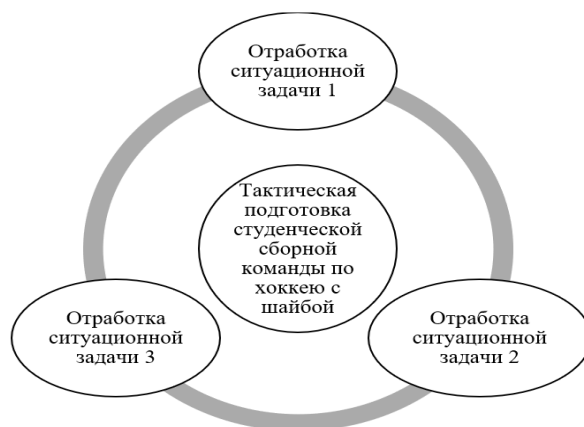 Отработка
ситуационной
задачи 1
Тактическая
подготовка
студенческой
сборной
команды по
хоккею с
шайбой
Отработка
ситуационной
задачи 3
Отработка
ситуационной
задачи 2